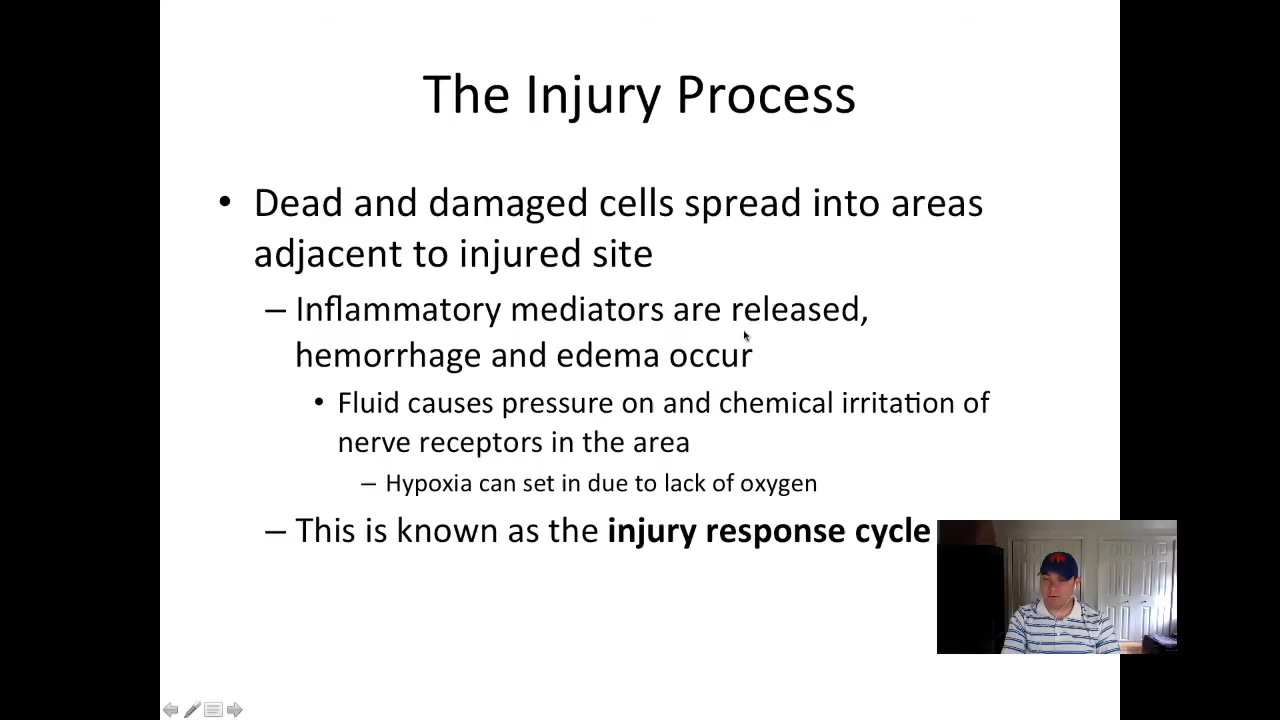 The Injury Process
• Dead and damaged cells spread into areas
adjacent to injured site
– Inflammatory mediators are released,
hemorrhage and edema occur
• Fluid causes pressure on and chemical irritation of
nerve receptors in the area
– Hypoxia can set in due to lack of oxygen
– This is known as the injury response cycle